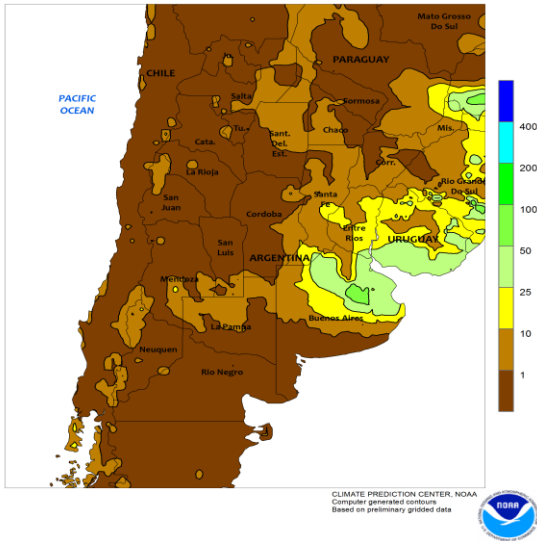 Mato Grosso
Do Sul
PARAGUAY
CHILE
Ju.
PACIFIC
OCEAN
Salta
Formosa
400
Tu.
Chaco
Mis.
Sant.
Del.
Est.
Cata.
200
Corr.
La Rioja
Rio Grande
Do Sul
Santa
Fe
San
Juan
100
Cordoba
Entre
Rios
San
Luis
URUGUAY
50
ARGENTINA
Mendoza
25
Buenos Aires
La Pampa
10
Neuquen
Rio Negro
1
CLIMATE PREDICTION CENTER, NOAA
Computer generated contours
Based on preliminary gridded data
NOAA